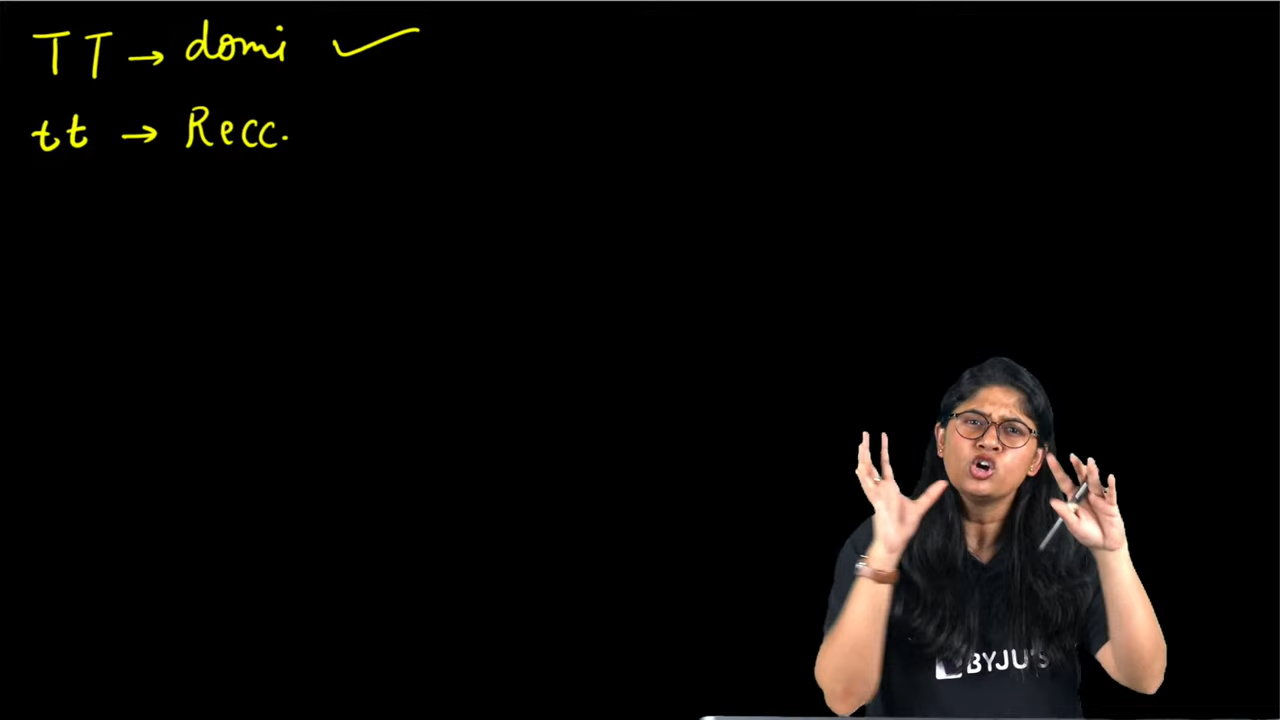 TT → domi ✓
tt → Recc.
BYJU'S